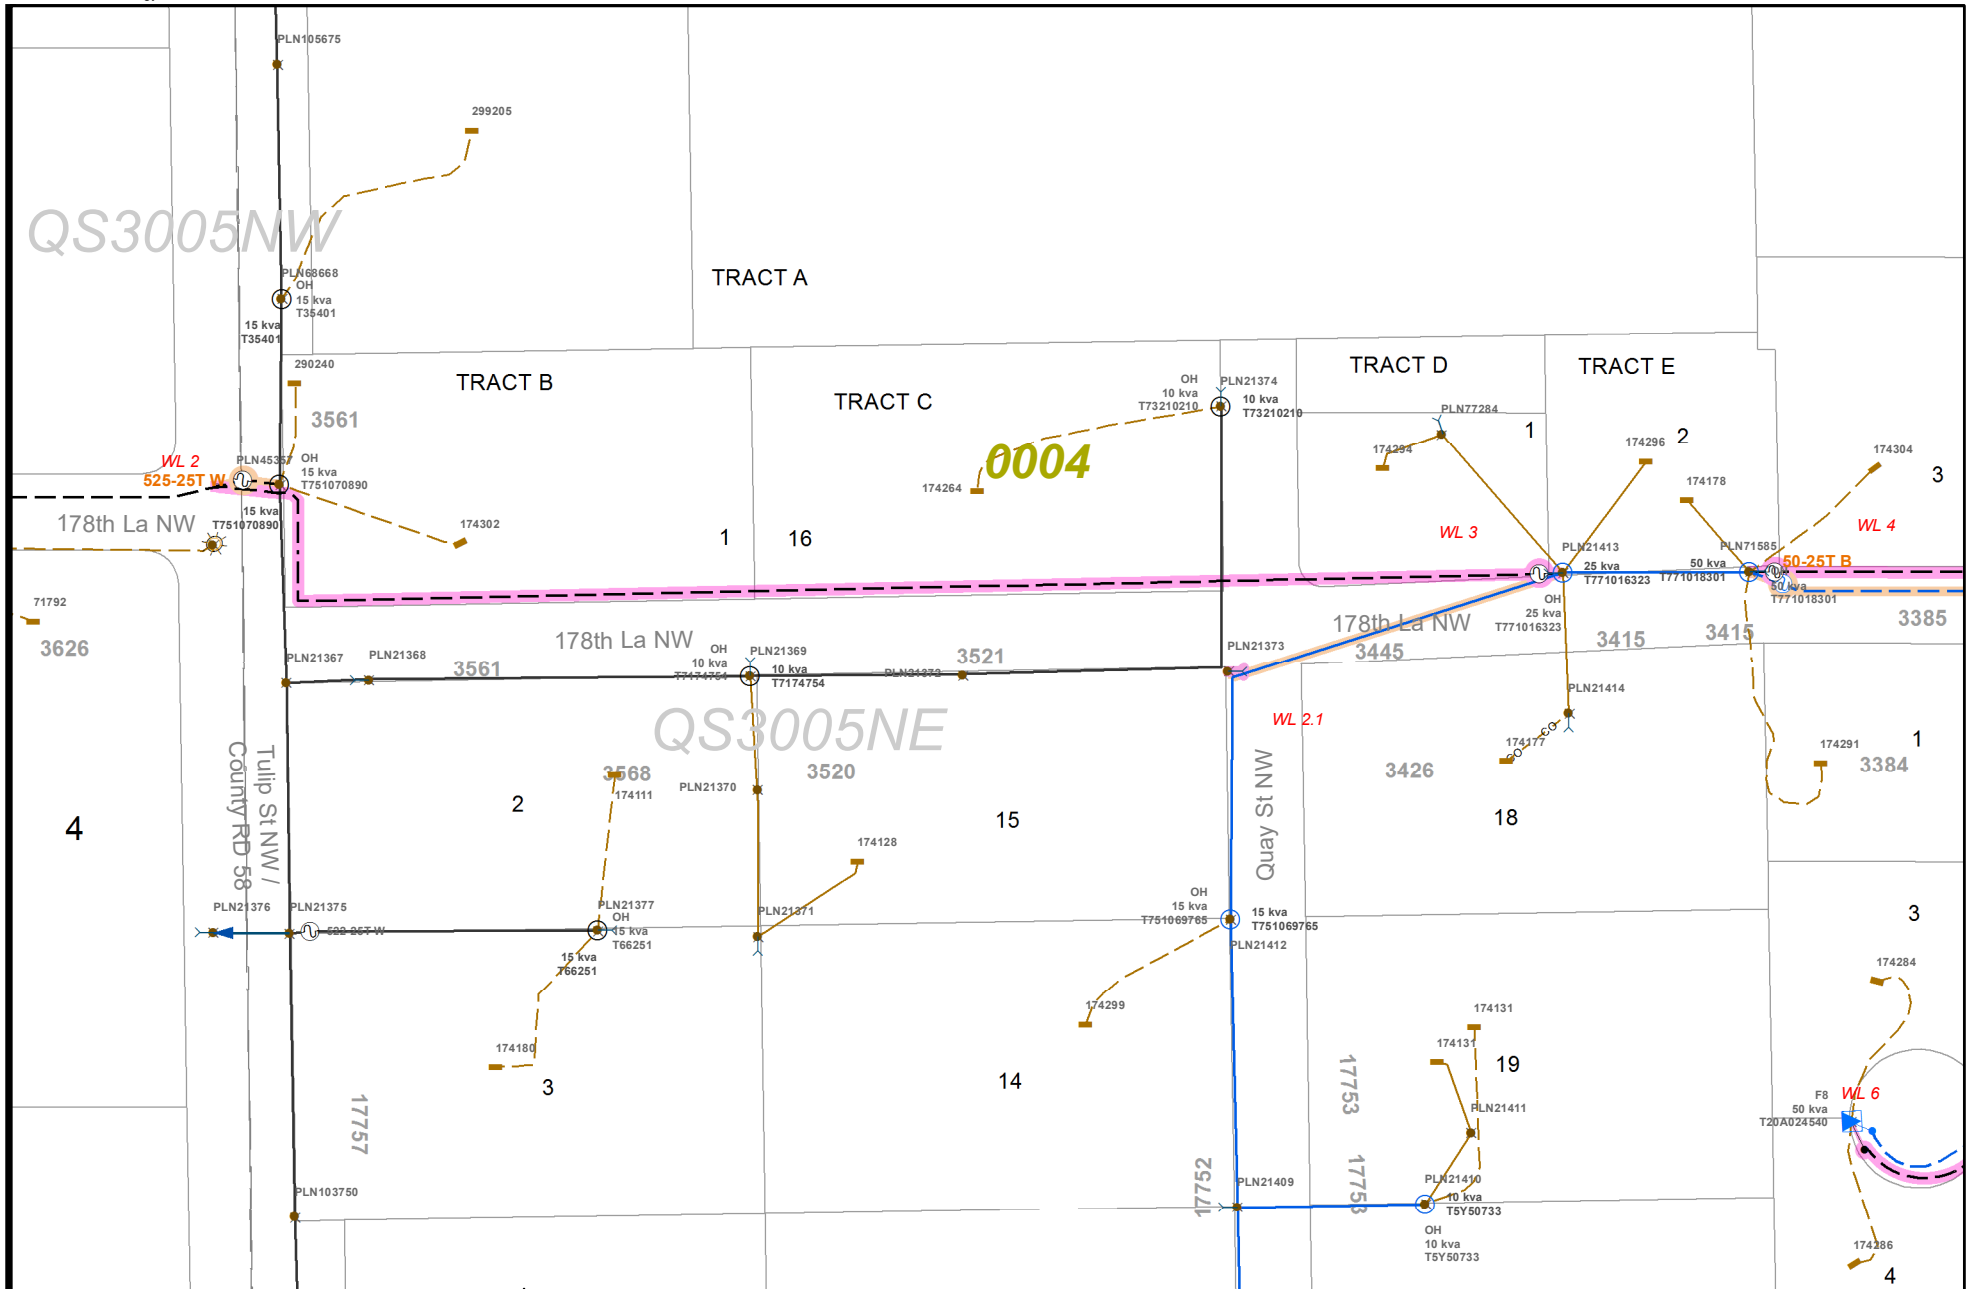 PLN105675
299205
QS3005NW
PLN68668
OH
15 kva
T35401
15 kva
T35401
TRACT A
290240
3561
TRACT B
TRACT C
OH
10 kva
T73210210
PLN21374
10 kva
T73210210
TRACT D
TRACT E
PLN77284
1
2
174294
174296
174304
174178
3
0004
174264
WL 2
525-25T W
PLN45357
OH
15 kva
T751070890
15 kva
T751070890
178th La NW
174302
1
16
WL 3
WL 4
PLN21413
25 kva
T771016323
OH
25 kva
T771016323
PLN71585
50 kva
T771018301
50-25T B
50 kva
T771018301
71792
3626
178th La NW
178th La NW
3445
3415
3415
3385
PLN21367
PLN21368
3561
OH
10 kva
T7174754
PLN21369
10 kva
T7174754
PLN21372
3521
PLN21373
WL 2.1
PLN21414
174177
QS3005NE
3568
174111
PLN21370
3520
3426
174291
3384
1
Tulip St NW /
County RD 58
Quay St NW
4
2
15
18
174128
PLN21376
PLN21375
522-25T W
PLN21377
OH
15 kva
T66251
15 kva
T66251
PLN21371
OH
15 kva
T751069765
15 kva
T751069765
PLN21412
3
174299
174284
174180
3
14
174131
174131
19
PLN21411
17757
17753
17753
17752
F8
50 kva
T20A024540
WL 6
PLN103750
PLN21409
PLN21410
10 kva
T5Y50733
OH
10 kva
T5Y50733
174286
4